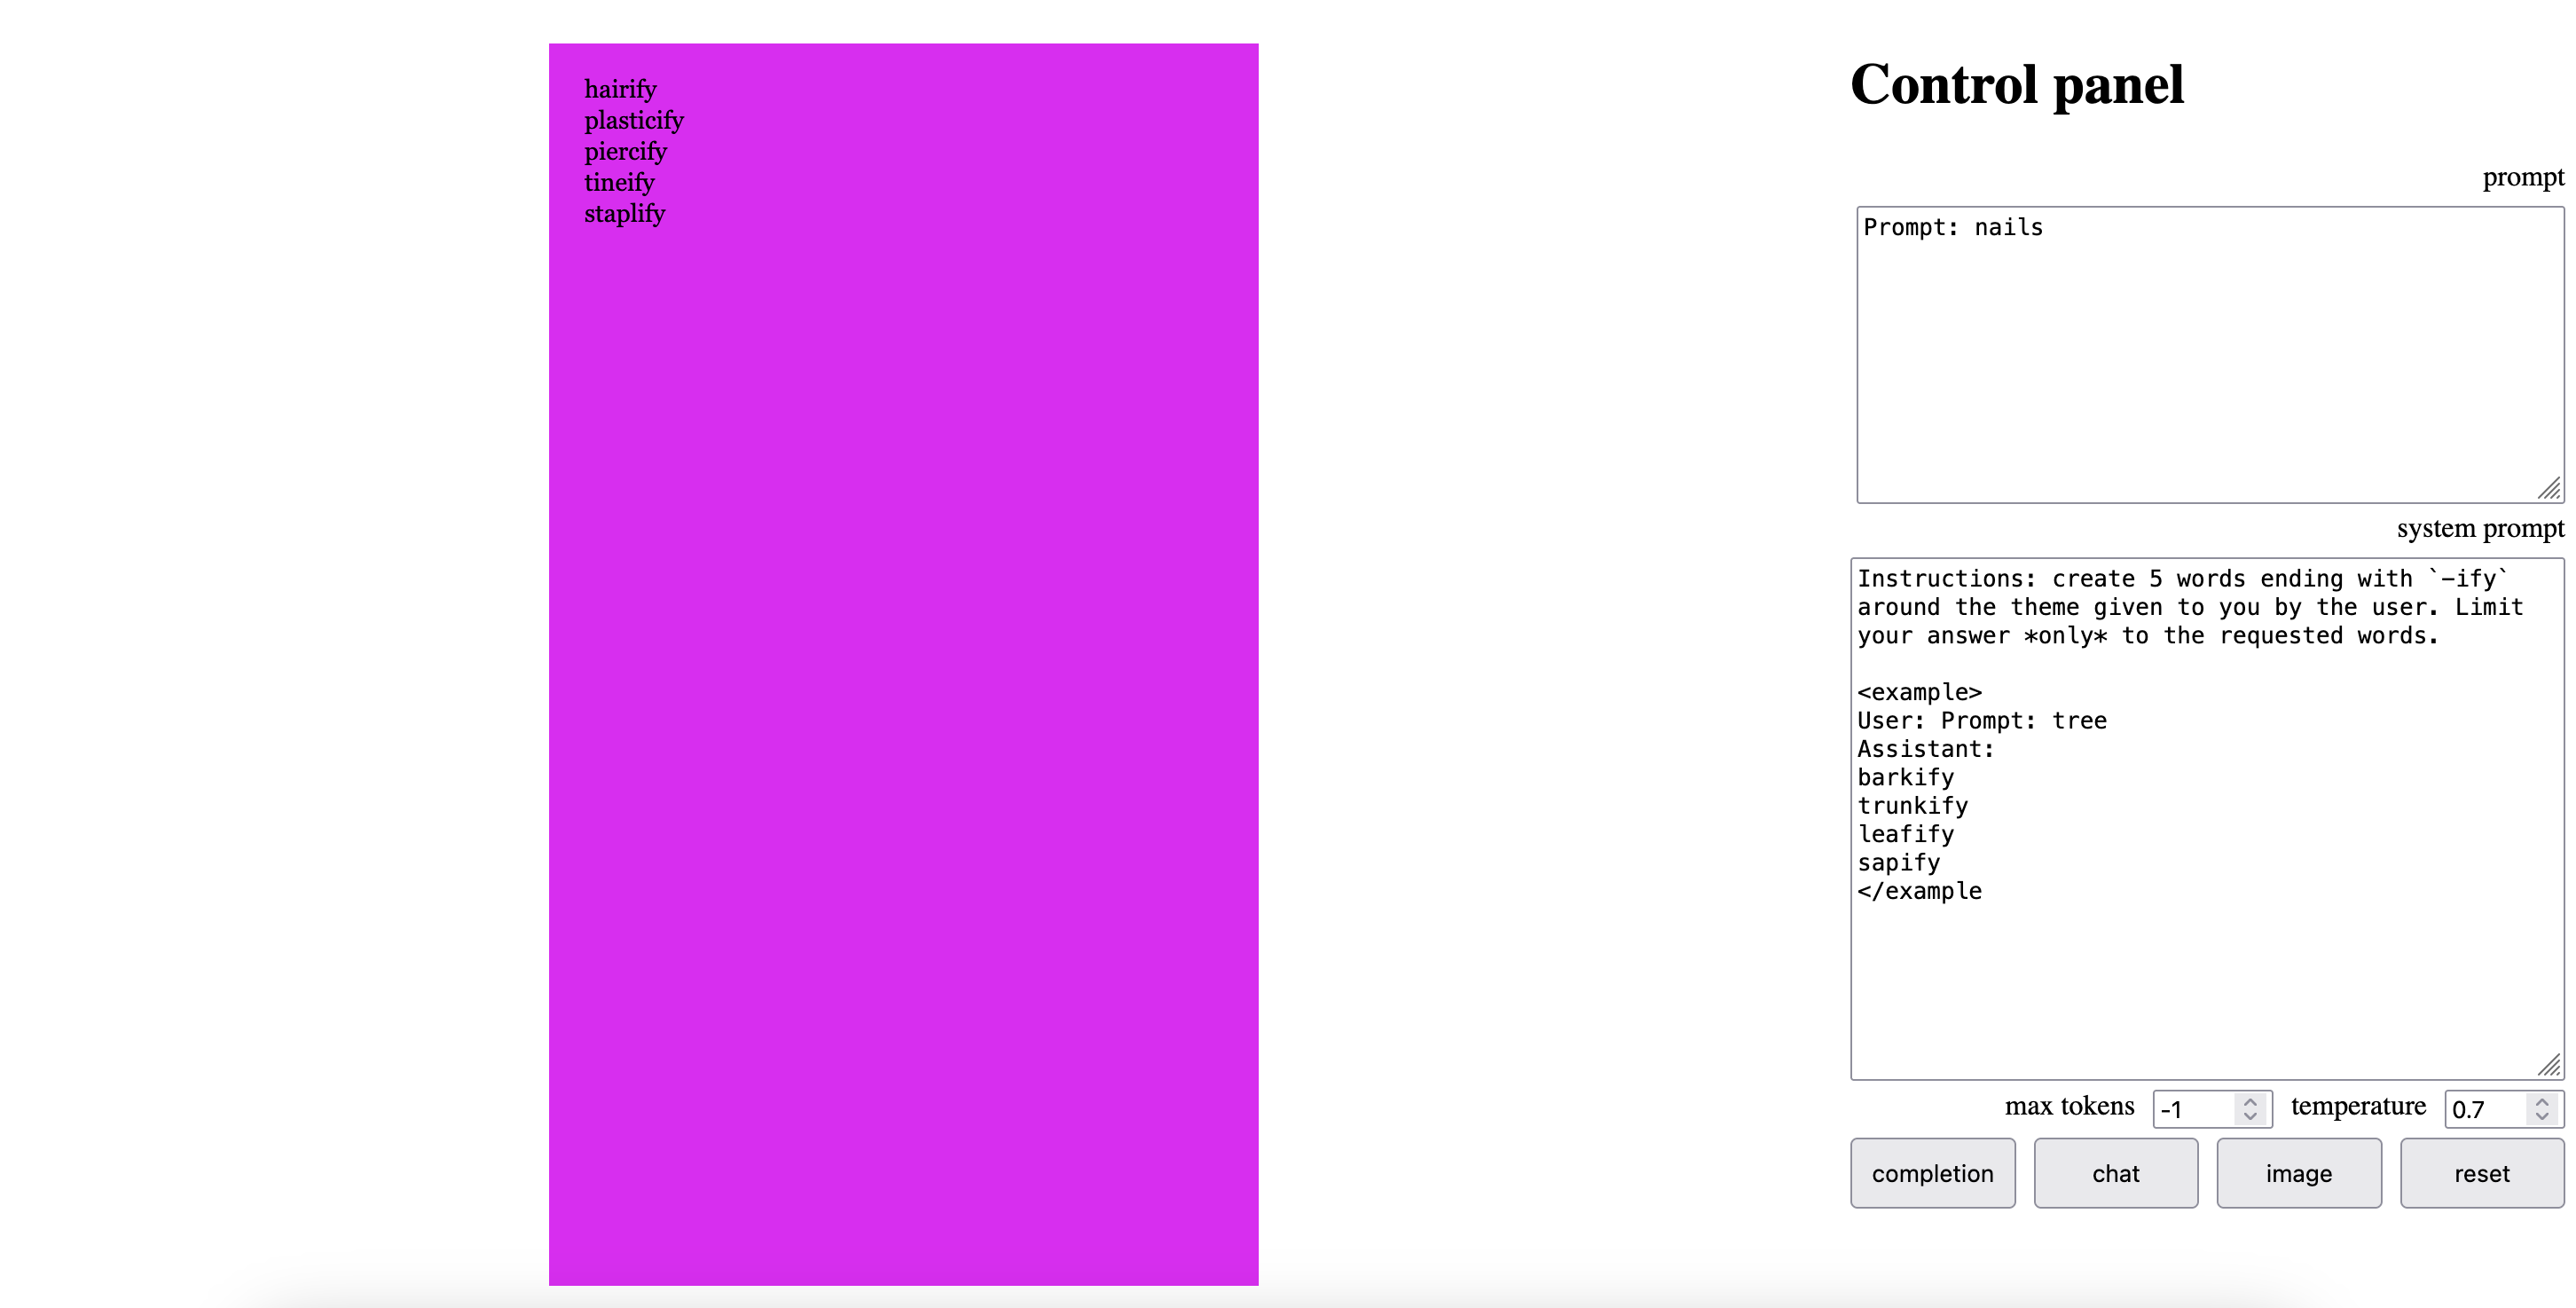 hairify
plasticify
piercify
tineify
staplify
Control panel
prompt
Prompt: nails
system prompt
Instructions: create 5 words ending with `-ify`
around the theme given to you by the user. Limit
your answer *only* to the requested words.
<example>
User: Prompt: tree
Assistant:
barkify
trunkify
leafify
sapify
</example
max tokens -1 temperature 0.7
completion chat image reset